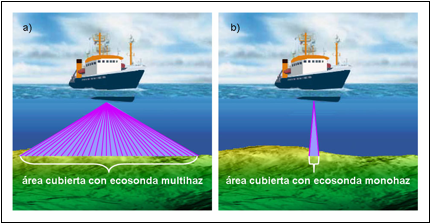 a)
área cubierta con ecosonda multihaz
b)
área cubierta con ecosonda monohaz